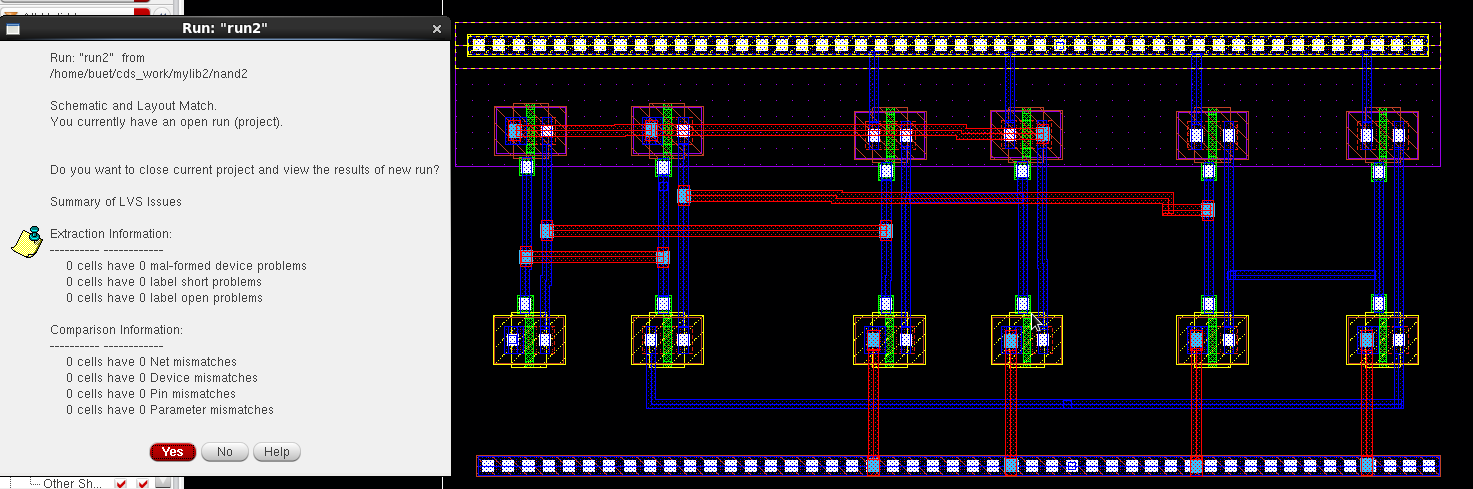 Run: "run2"
Run: "run2" from
/home/buet/cds_work/mylib2/nand2
Schematic and Layout Match.
You currently have an open run (project).
Do you want to close current project and view the results of new run?
Summary of LVS Issues
Extraction Information:
---------- ------------
0 cells have 0 mal-formed device problems
0 cells have 0 label short problems
0 cells have 0 label open problems
Comparison Information:
---------- ------------
0 cells have 0 Net mismatches
0 cells have 0 Device mismatches
0 cells have 0 Pin mismatches
0 cells have 0 Parameter mismatches
Yes No Help
Other Sh...